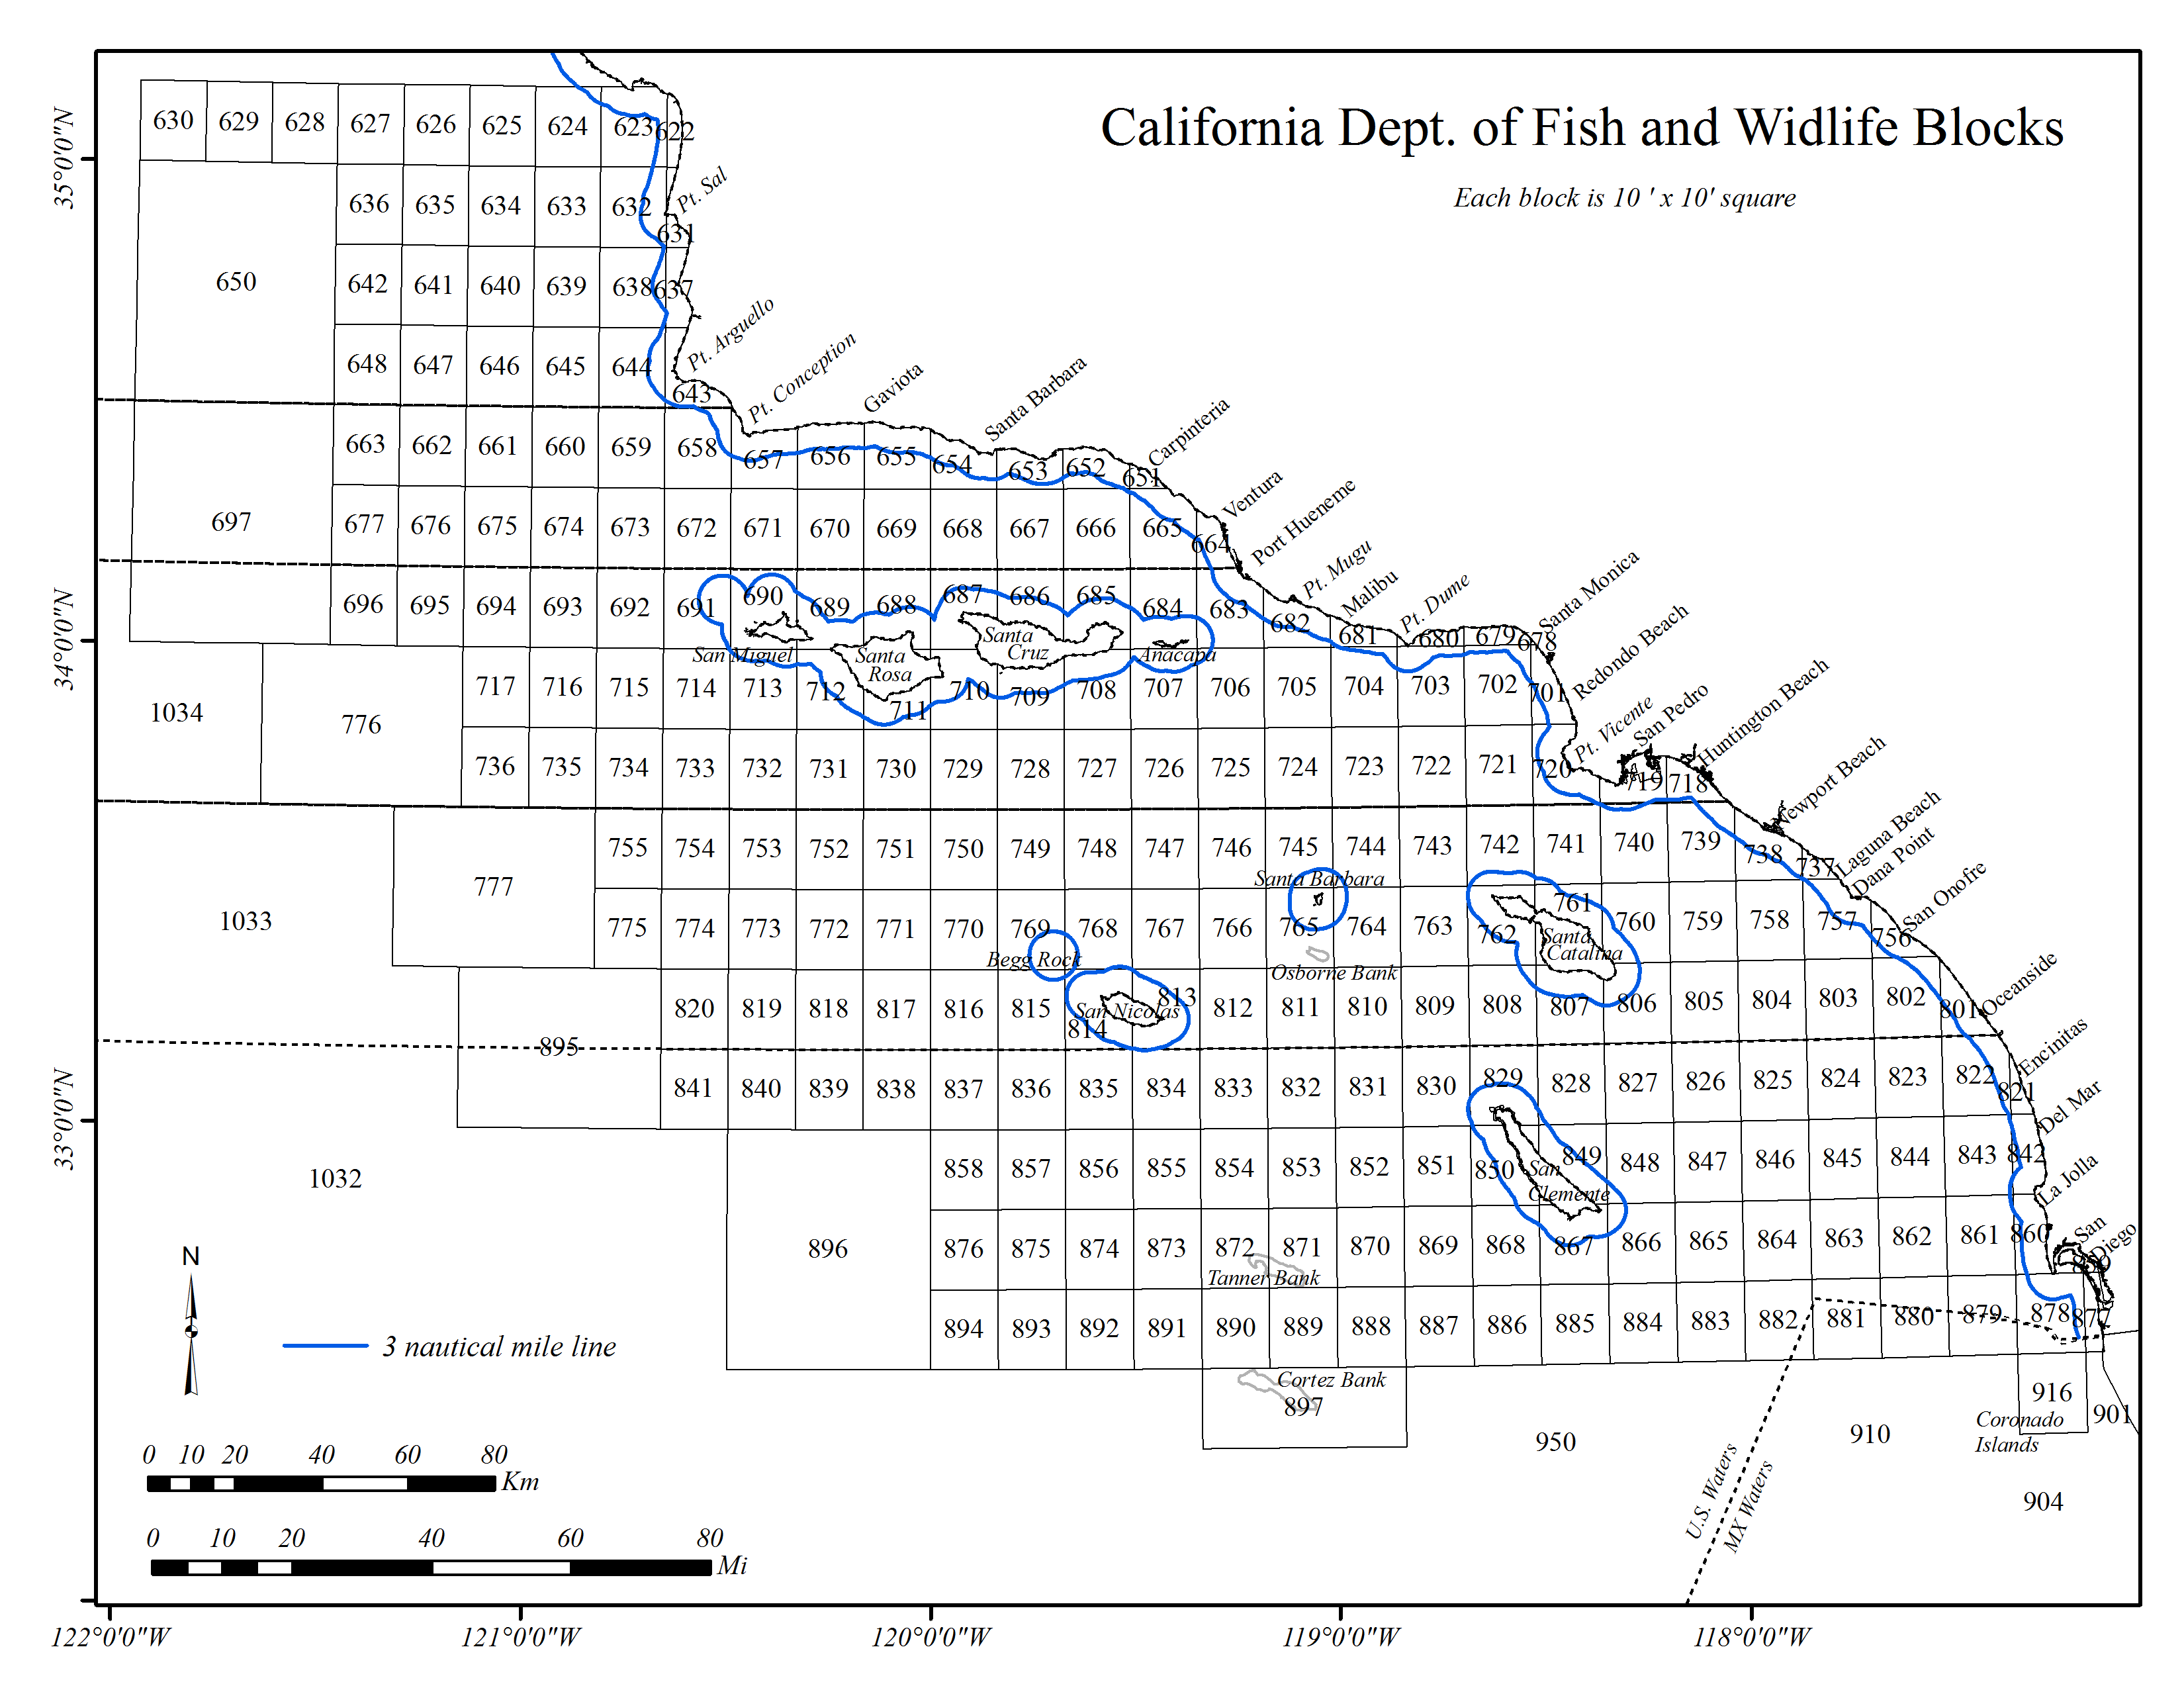 California Dept. of Fish and Widlife Blocks
Each block is 10 ' x 10' square
35°0'0"N
34°0'0"N
33°0'0"N
630 629 628 627 626 625 624 623 622
Pt. Sal
636 635 634 633 632 631
650
642 641 640 639 638 637
Pt. Arguello
648 647 646 645 644 643
Pt. Conception
Gaviota
Santa Barbara
Carpinteria
663 662 661 660 659 658 657 656 655 654 653 652 651
Ventura
Port Hueneme
697
677 676 675 674 673 672 671 670 669 668 667 666 665 664
Pt. Mugu
Malibu
Pt. Dume
Santa Monica
696 695 694 693 692 691 690 689 688 687 686 685 684 683 682 681 680 679 678
San Miguel
Santa
Rosa
Santa
Cruz
Anacapa
Redondo Beach
1034
776
717 716 715 714 713 712 711 710 709 708 707 706 705 704 703 702 701
Pt. Vicente
San Pedro
Huntington Beach
736 735 734 733 732 731 730 729 728 727 726 725 724 723 722 721 720 719 718
Newport Beach
Laguna Beach
Dana Point
755 754 753 752 751 750 749 748 747 746 745 744 743 742 741 740 739 738 737
777
1033
Santa Barbara
San Onofre
775 774 773 772 771 770 769 768 767 766 765 764 763 762 761 760 759 758 757 756
Santa
Catalina
Begg Rock
Osborne Bank
Oceanside
820 819 818 817 816 815 814 813 812 811 810 809 808 807 806 805 804 803 802 801
San Nicolas
895
Encinitas
841 840 839 838 837 836 835 834 833 832 831 830 829 828 827 826 825 824 823 822 821
Del Mar
1032
858 857 856 855 854 853 852 851 850 849 848 847 846 845 844 843 842
San
Clemente
La Jolla
896
876 875 874 873 872 871 870 869 868 867 866 865 864 863 862 861 860 859
San
Diego
Tanner Bank
894 893 892 891 890 889 888 887 886 885 884 883 882 881 880 879 878 877
Cortez Bank
897
916
901
Coronado
Islands
950
910
904
U.S. Waters
MX Waters
N
3 nautical mile line
0 10 20 40 60 80
Km
0 10 20 40 60 80
Mi
122°0'0"W 121°0'0"W 120°0'0"W 119°0'0"W 118°0'0"W